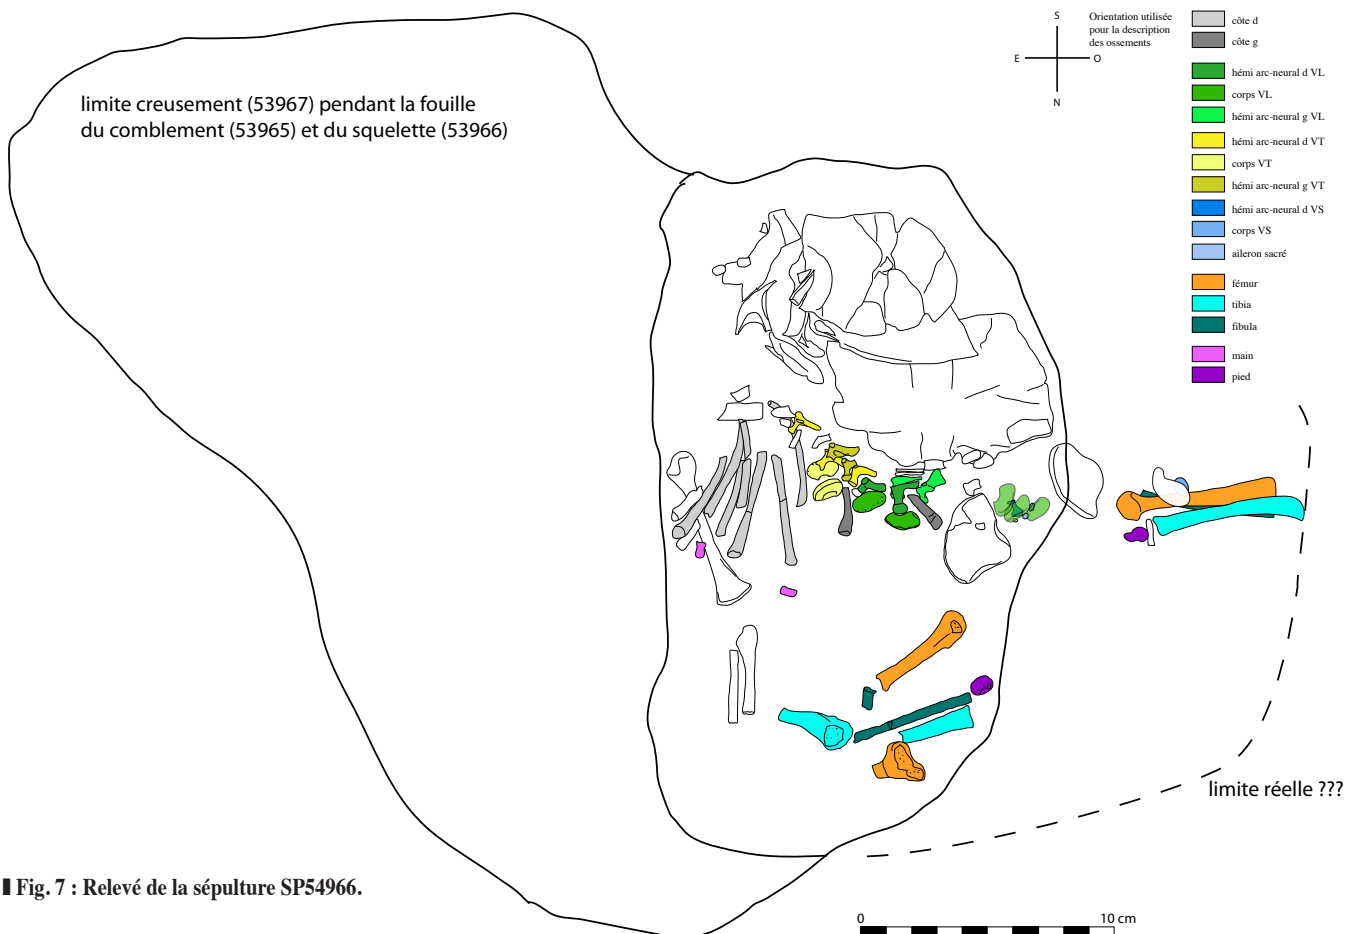 S
Orientation utilisée
pour la description
des ossements
E
O
N
côte d
côte g
hémi arc-neural d VL
corps VL
hémi arc-neural g VL
hémi arc-neural d VT
corps VT
hémi arc-neural g VT
hémi arc-neural d VS
corps VS
aileron sacré
fémur
tibia
fibula
main
pied
limite creusement (53967) pendant la fouille
du comblement (53965) et du squelette (53966)
limite réelle ???
Fig. 7 : Relevé de la sépulture SP54966.
0
10 cm